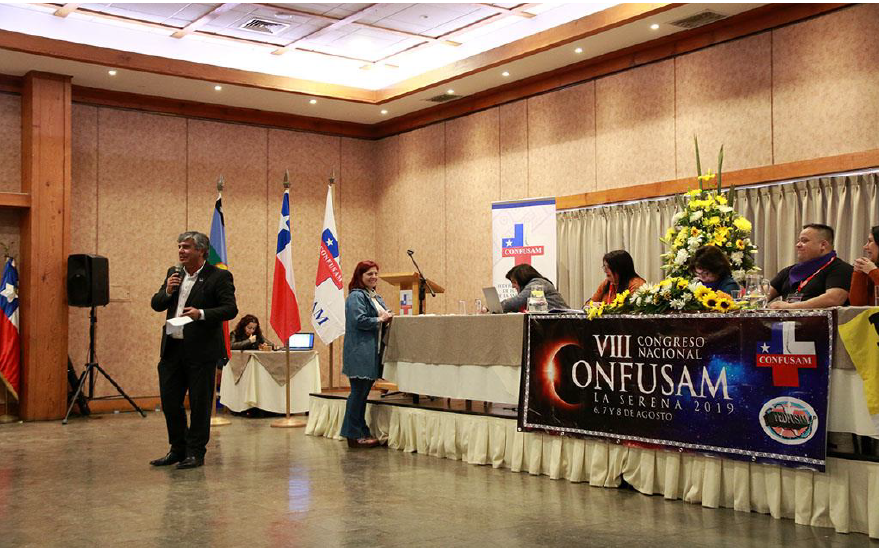 CONFUSAM
CONFUSAM
VIII CONGRESO
NACIONAL
CONFUSAM
LA SERENA 2019
6, 7 Y 8 DE AGOSTO
CONFUSAM